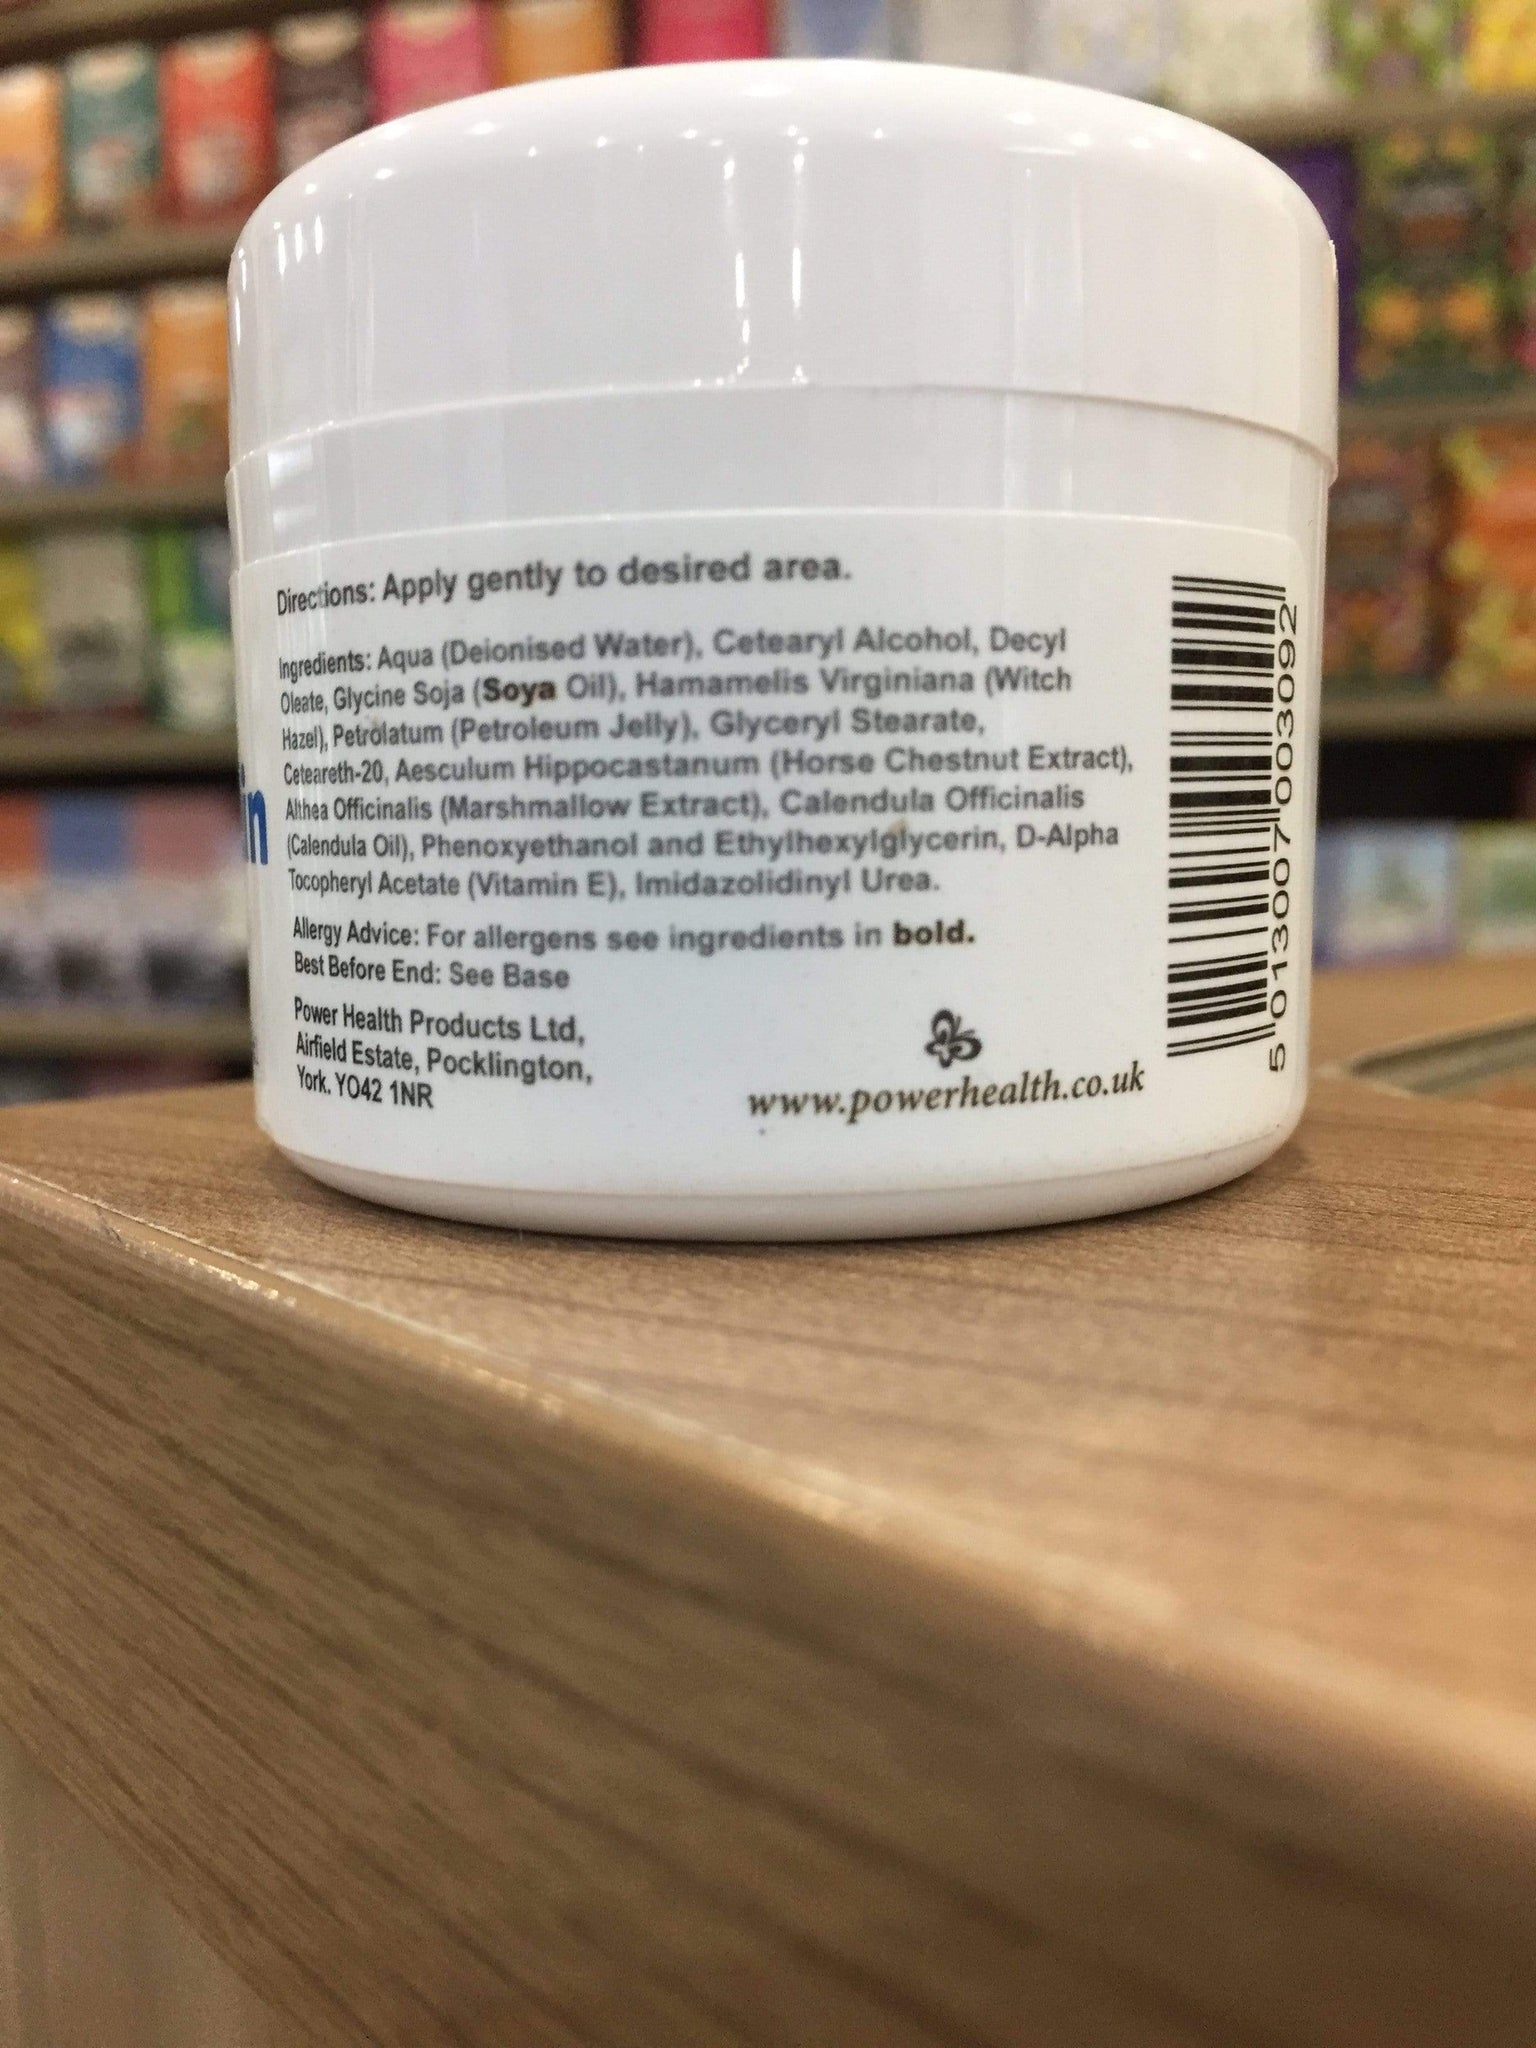 Directions: Apply gently to desired area.
Ingredients: Aqua (Deionised Water), Cetearyl Alcohol, Decyl
Oleate, Glycine Soja (Soya Oil), Hamamelis Virginiana (Witch
Hazel), Petrolatum (Petroleum Jelly), Glyceryl Stearate,
Ceteareth-20, Aesculum Hippocastanum (Horse Chestnut Extract),
Althea Officinalis (Marshmallow Extract), Calendula Officinalis
(Calendula Oil), Phenoxyethanol and Ethylhexylglycerin, D-Alpha
Tocopheryl Acetate (Vitamin E), Imidazolidinyl Urea.
Allergy Advice: For allergens see ingredients in bold.
Best Before End: See Base
Power Health Products Ltd,
Airfield Estate, Pocklington,
York. YO42 1NR
www.powerhealth.co.uk
5 013007 003092
in